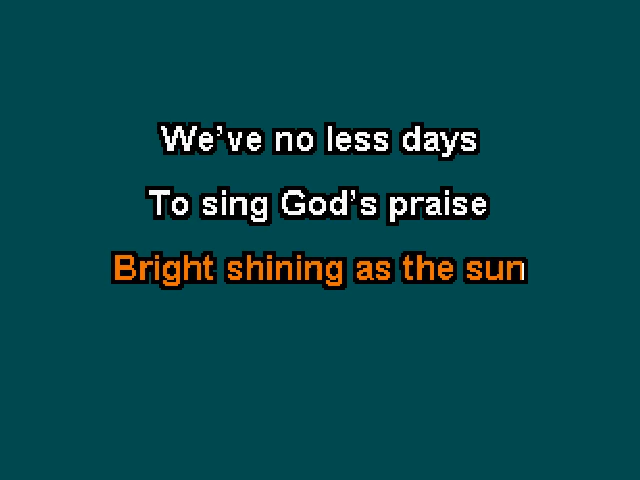 We've no less days
To sing God's praise
Bright shining as the sun